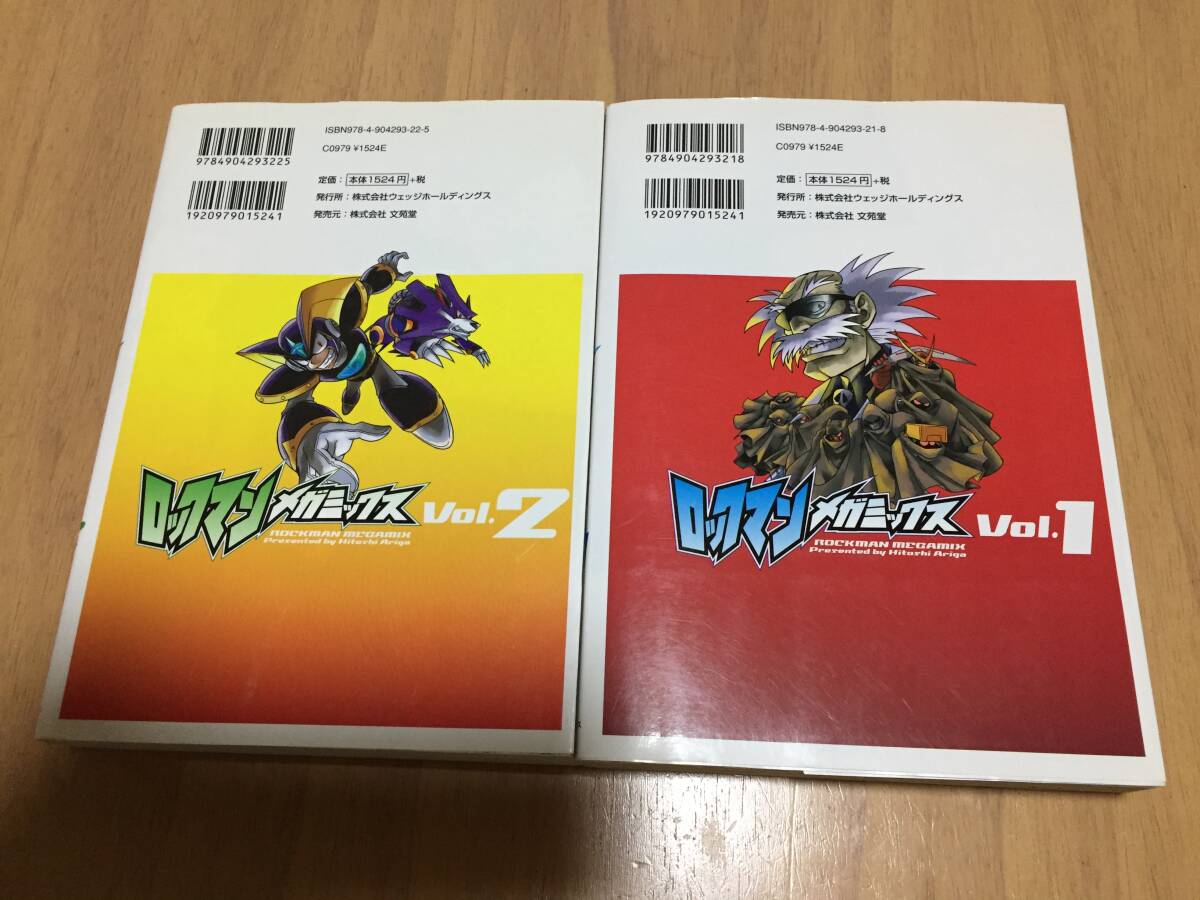 ISBN978-4-904293-22-5
C0979 ¥1524E
9784904293225
定価：本体1524円+税
発行所：株式会社ウェッジホールディングス
1920979015241
発売元：株式会社 文苑堂
ロックマン メガミックス Vol.2
ROCKMAN MEGAMIX
Presented by Hitoshi Ariga
ISBN978-4-904293-21-8
C0979 ¥1524E
9784904293218
定価：本体1524円+税
発行所：株式会社ウェッジホールディングス
1920979015241
発売元：株式会社 文苑堂
ロックマン メガミックス Vol.1
ROCKMAN MEGAMIX
Presented by Hitoshi Ariga